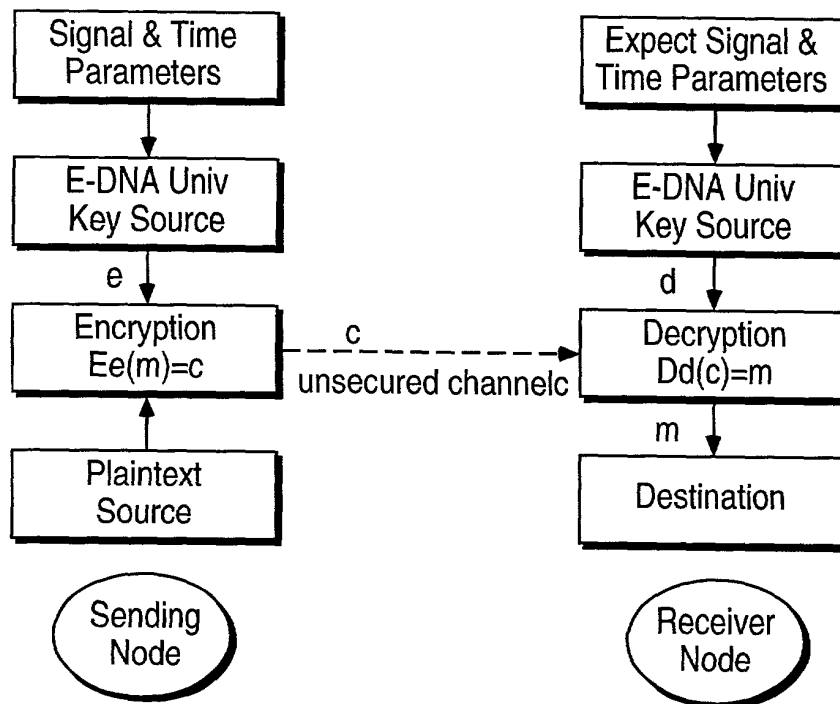 Signal & Time
Parameters
E-DNA Univ
Key Source
e
Encryption
Ee(m)=c
Plaintext
Source
Sending
Node
c
unsecured channelc
Expect Signal &
Time Parameters
E-DNA Univ
Key Source
d
Decryption
Dd(c)=m
m
Destination
Receiver
Node